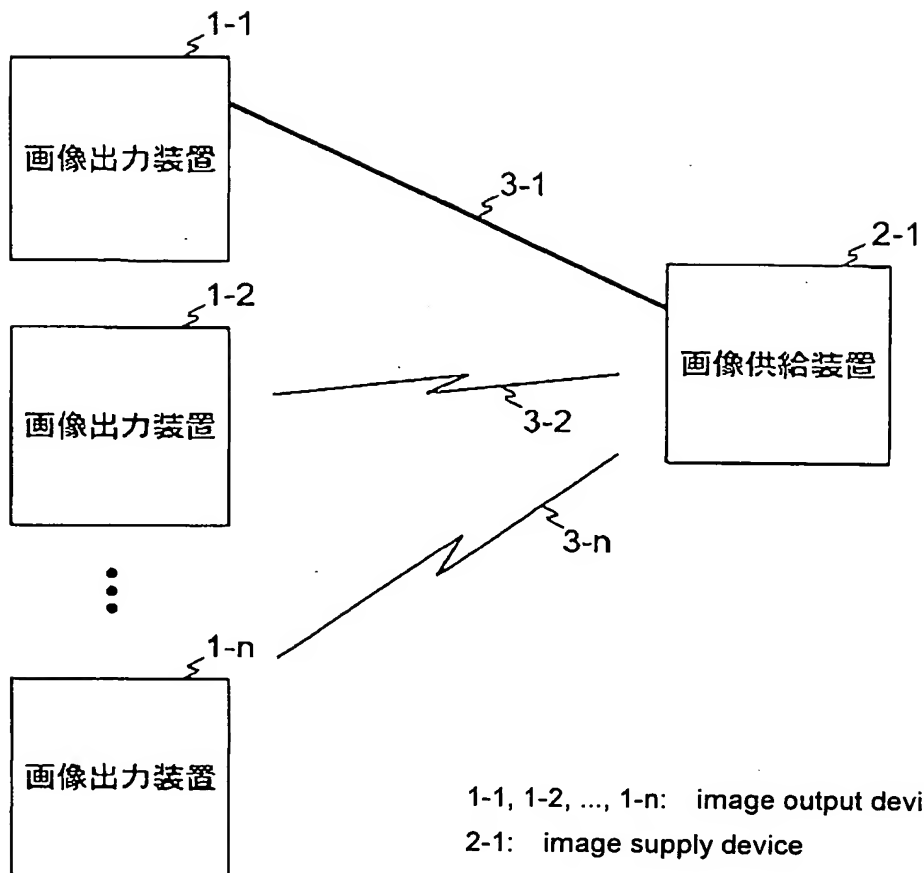 1-1
画像出力装置
3-1
2-1
1-2
画像供給装置
画像出力装置
3-2
3-n
1-n
画像出力装置
1-1, 1-2, ..., 1-n: image output devi
2-1: image supply device